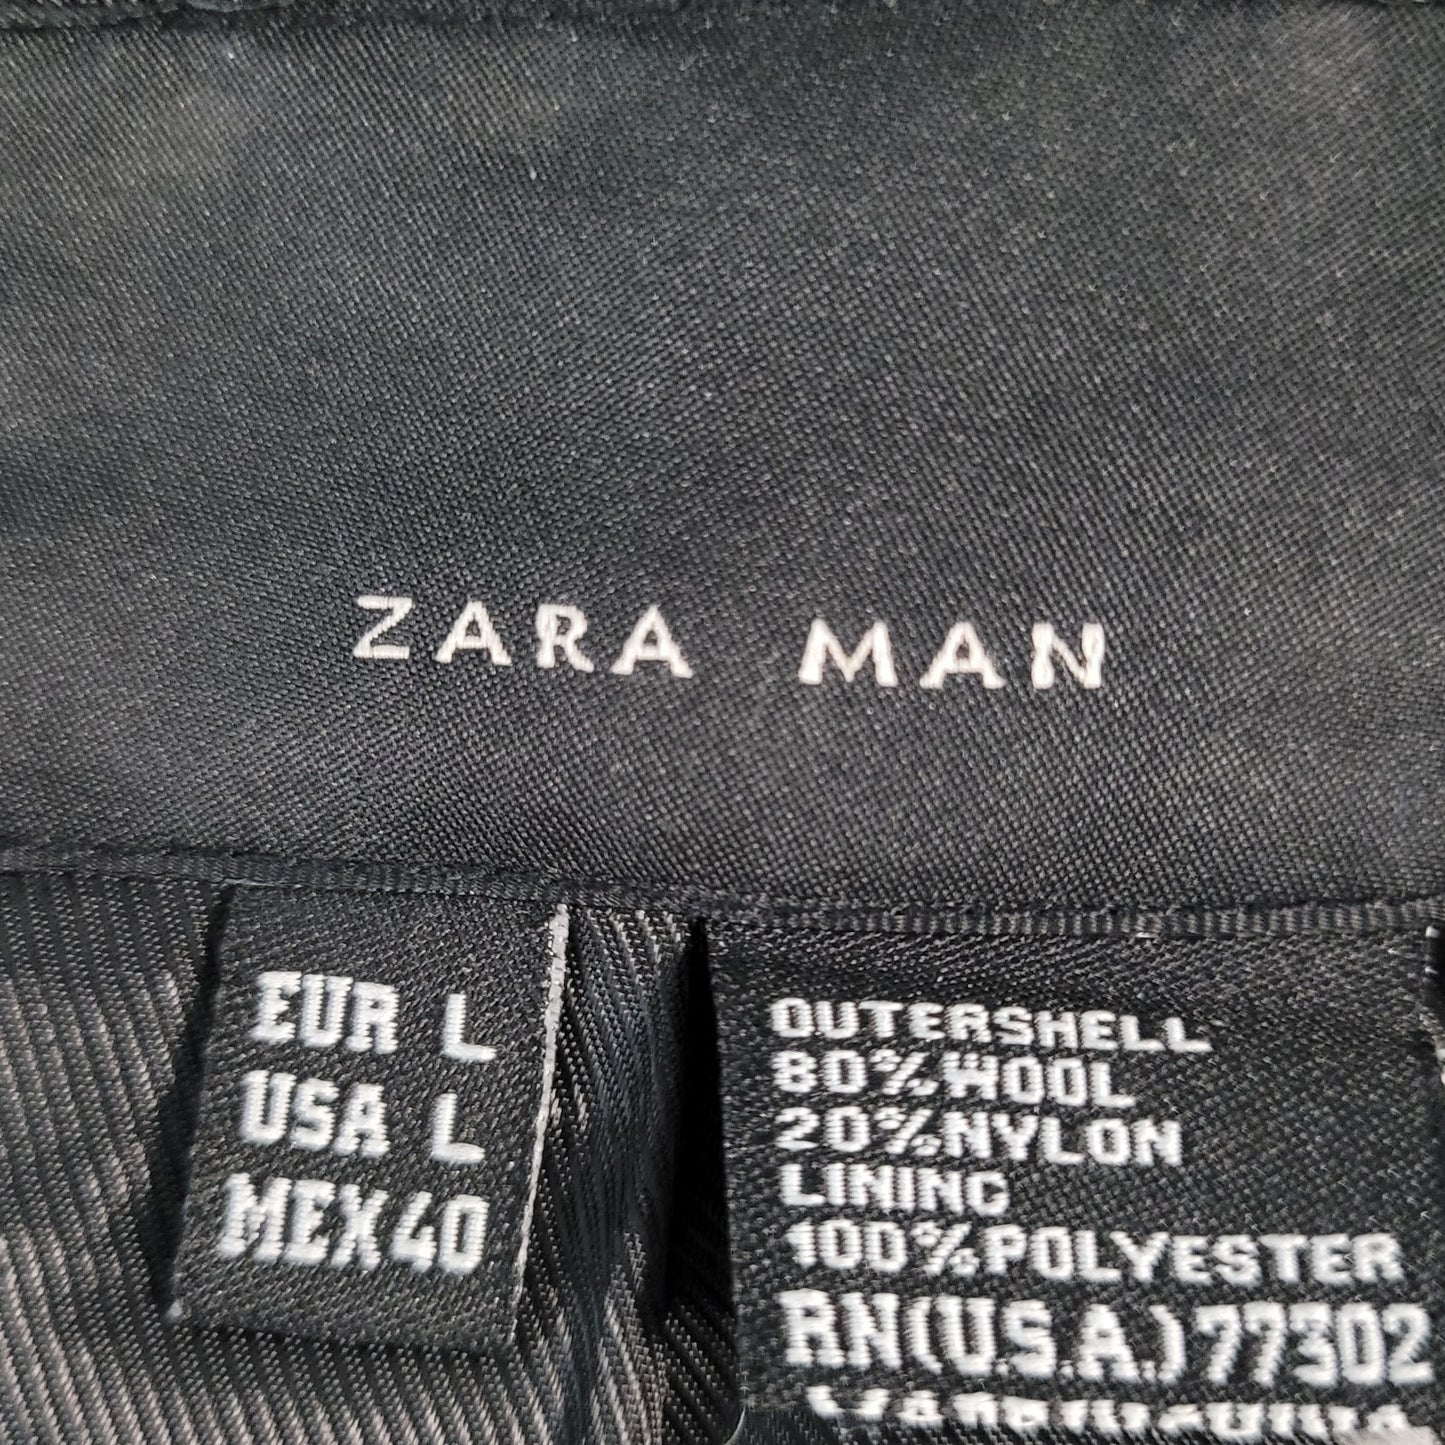 ZARA MAN
EUR L
USA L
MEX 40
OUTERSHELL
80% WOOL
20% NYLON
LINING
100% POLYESTER
RN(U.S.A.)77302